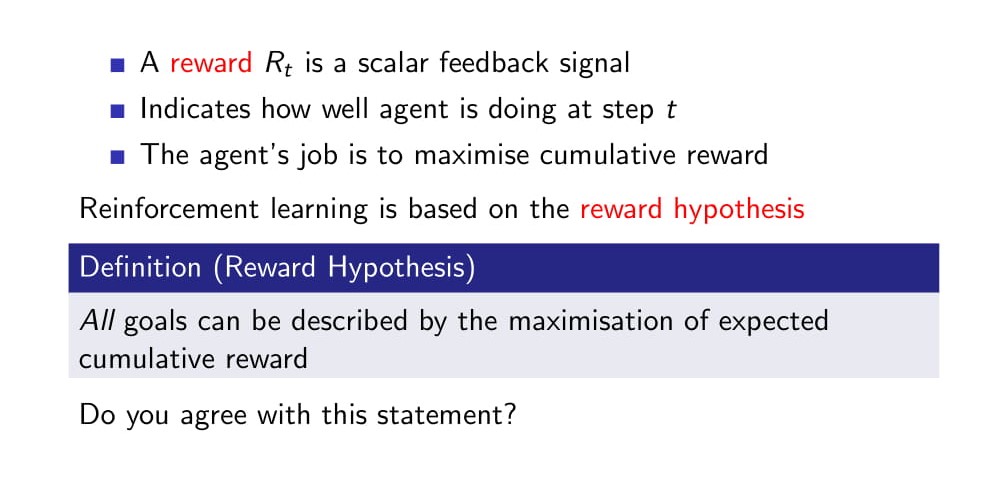 A reward Rt is a scalar feedback signal
Indicates how well agent is doing at step t
The agent's job is to maximise cumulative reward
Reinforcement learning is based on the reward hypothesis
Definition (Reward Hypothesis)
All goals can be described by the maximisation of expected
cumulative reward
Do you agree with this statement?